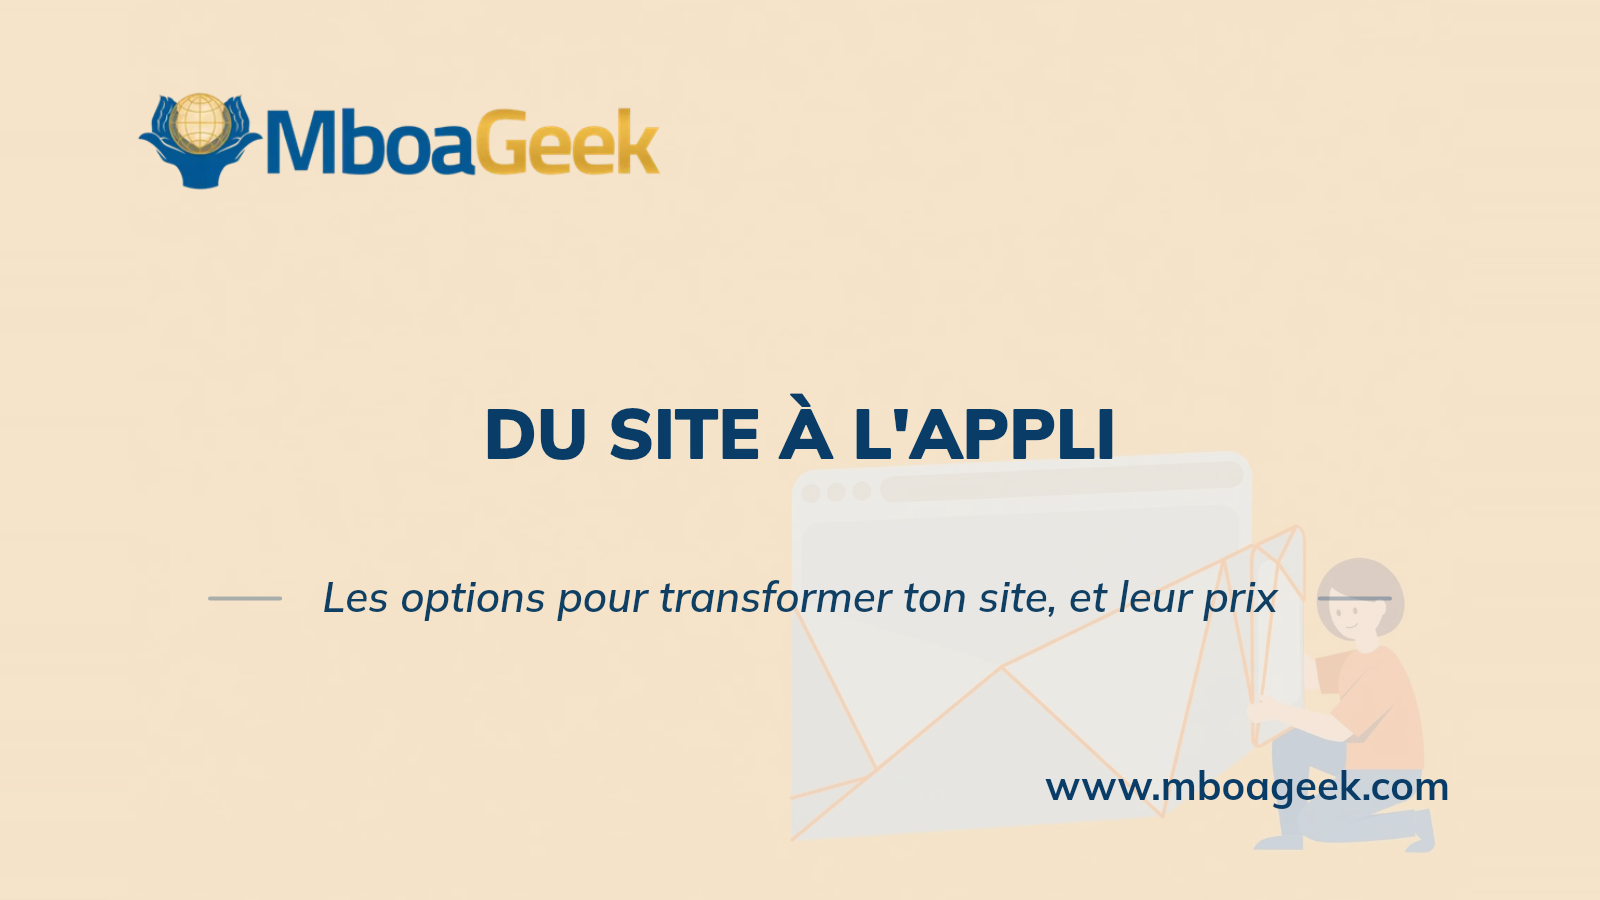 MboaGeek
DU SITE À L'APPLI
Les options pour transformer ton site, et leur prix
www.mboageek.com